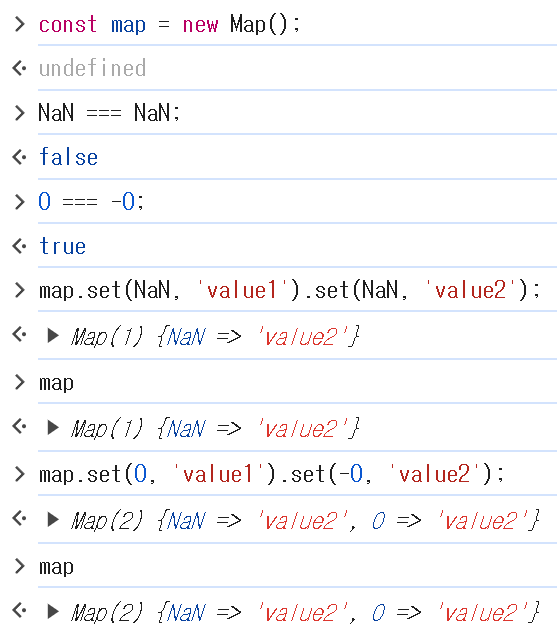 > const map = new Map();
undefined
> NaN === NaN;
false
> 0 === -0;
true
> map.set(NaN, 'value1').set(NaN, 'value2');
▶ Map(1) {NaN => 'value2'}
> map
▶ Map(1) {NaN => 'value2'}
> map.set(0, 'value1').set(-0, 'value2');
▶ Map(2) {NaN => 'value2', 0 => 'value2'}
> map
▶ Map(2) {NaN => 'value2', 0 => 'value2'}